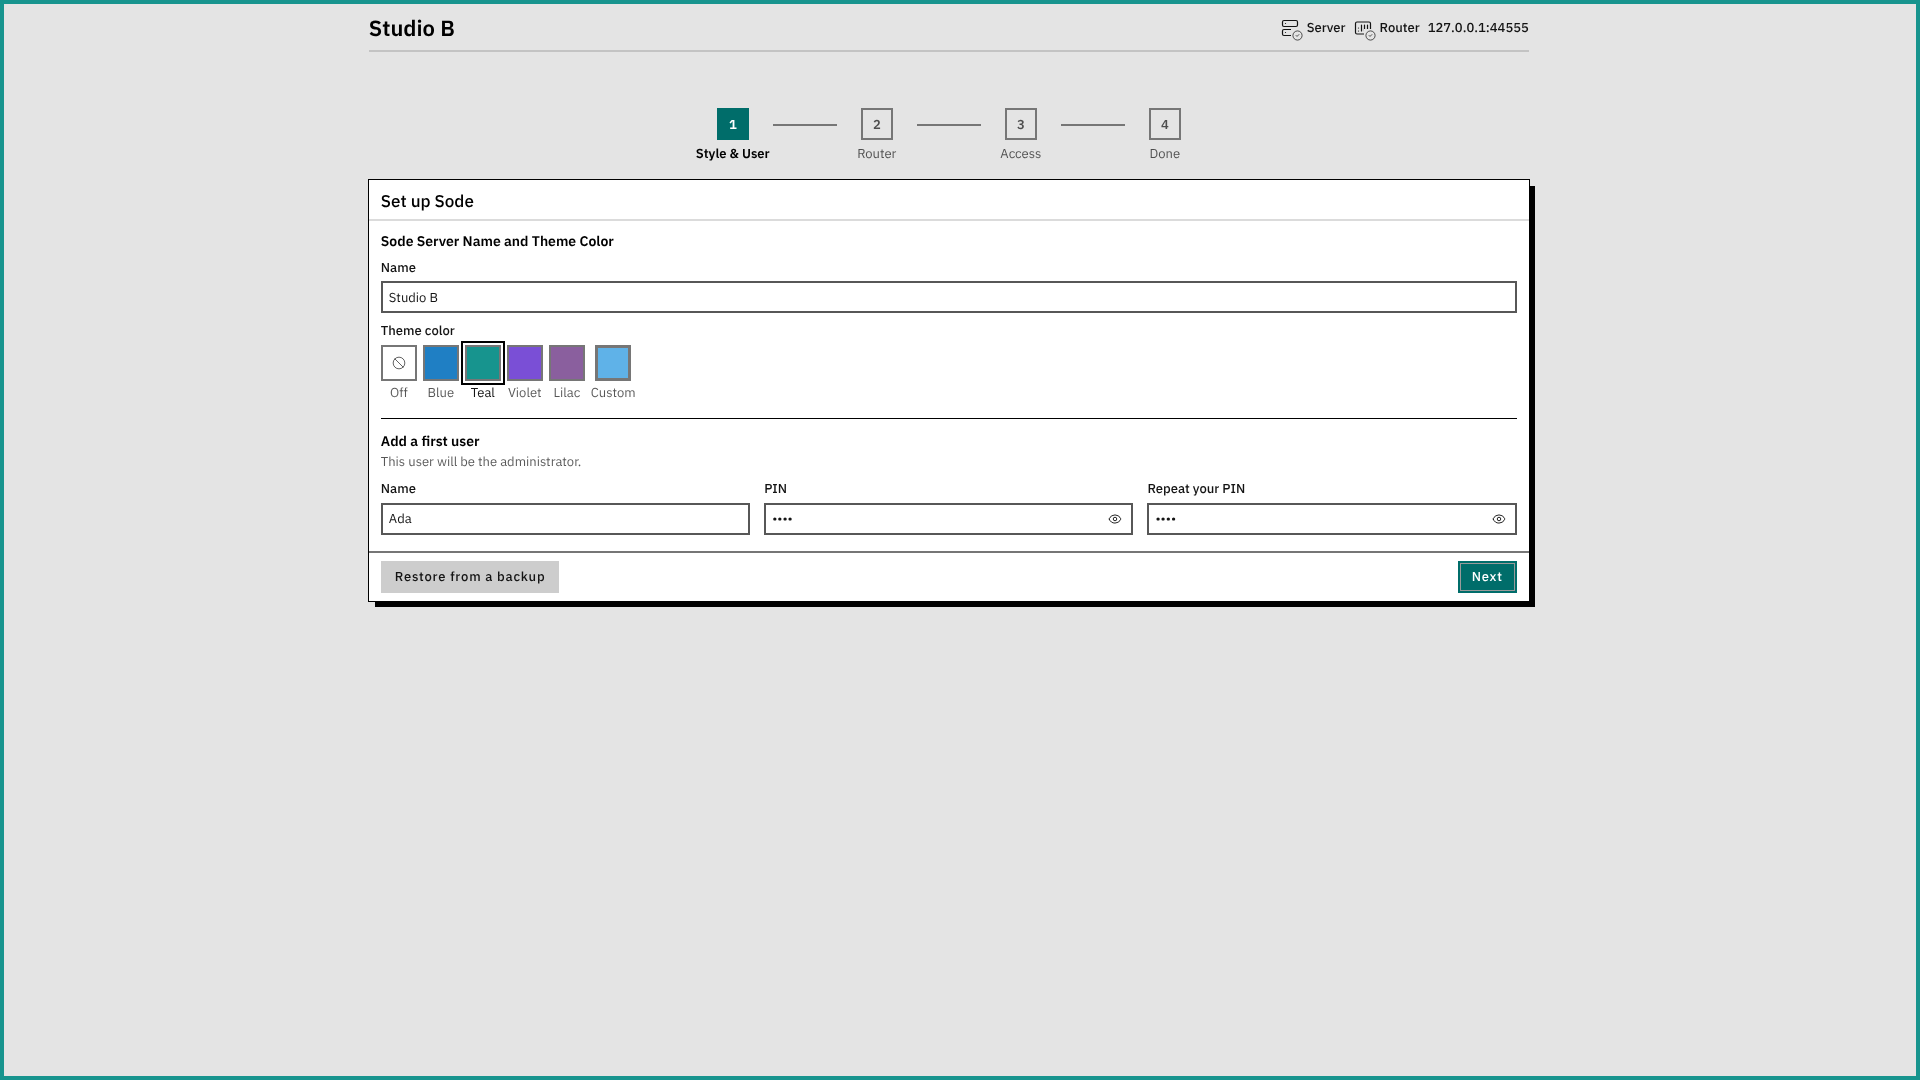 Studio B
Server Router 127.0.0.1:44555
1 2 3 4
Style & User Router Access Done
Set up Sode
Sode Server Name and Theme Color
Name
Studio B
Theme color
Off Blue Teal Violet Lilac Custom
Add a first user
This user will be the administrator.
Name PIN Repeat your PIN
Ada •••• ••••
Restore from a backup Next